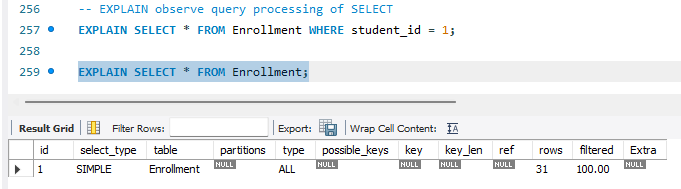 256 -- EXPLAIN observe query processing of SELECT
257 EXPLAIN SELECT * FROM Enrollment WHERE student_id = 1;
258
259 EXPLAIN SELECT * FROM Enrollment;
Result Grid Filter Rows: Export: Wrap Cell Content: IA
id select_type table partitions type possible_keys key key_len ref rows filtered Extra
1 SIMPLE Enrollment NULL ALL NULL NULL NULL NULL 31 100.00 NULL